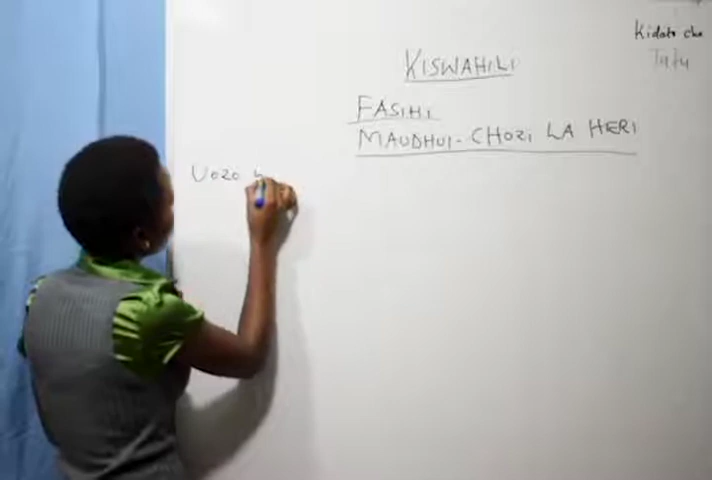 Kidato cha
Tatu
KISWAHILI
FASIHI
MAUDHUI - CHOZI LA HERI
Uozo